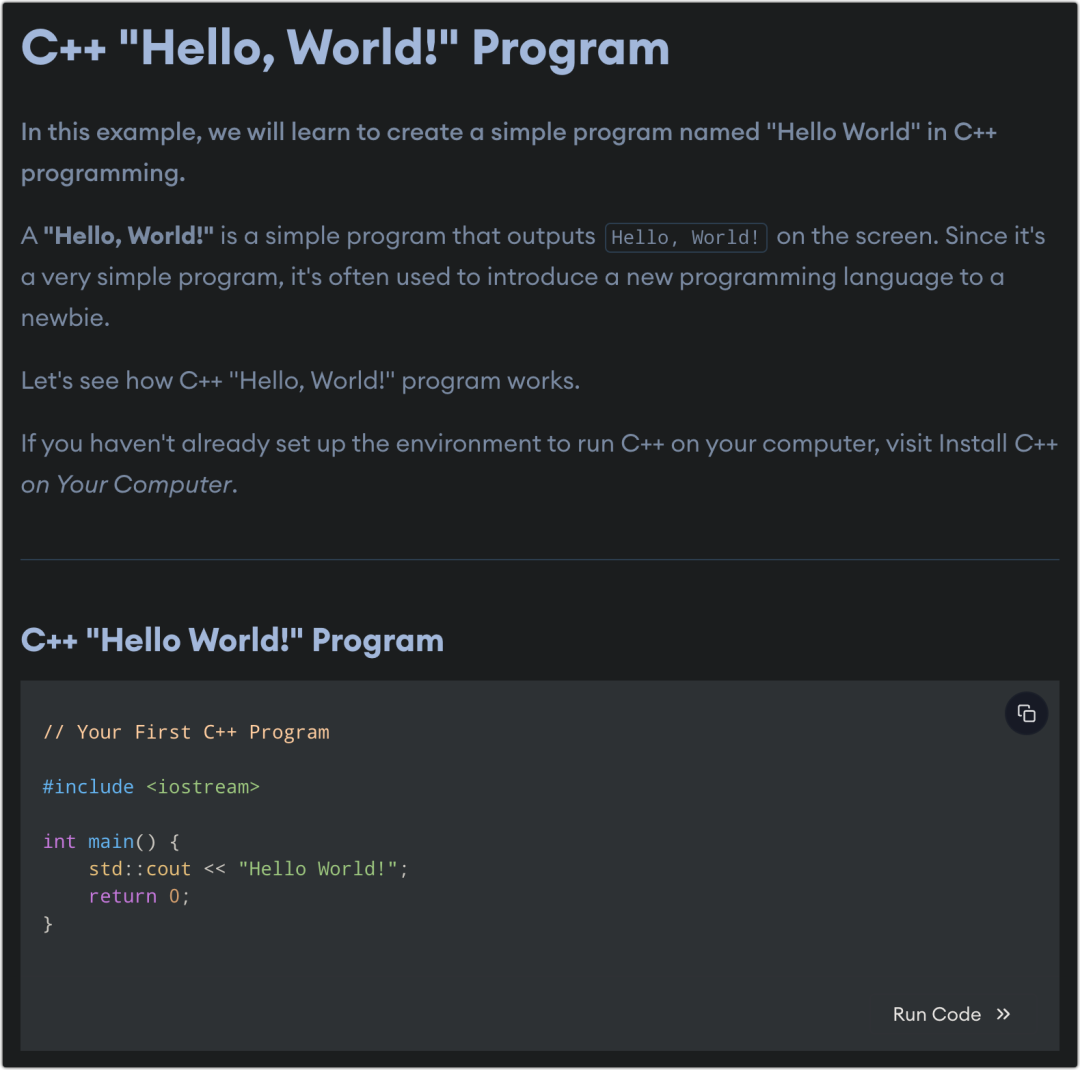 C++ "Hello, World!" Program
In this example, we will learn to create a simple program named "Hello World" in C++
programming.
A "Hello, World!" is a simple program that outputs Hello, World! on the screen. Since it's
a very simple program, it's often used to introduce a new programming language to a
newbie.
Let's see how C++ "Hello, World!" program works.
If you haven't already set up the environment to run C++ on your computer, visit Install C++
on Your Computer.
C++ "Hello World!" Program
// Your First C++ Program
#include <iostream>
int main() {
    std::cout << "Hello World!";
    return 0;
}
Run Code »